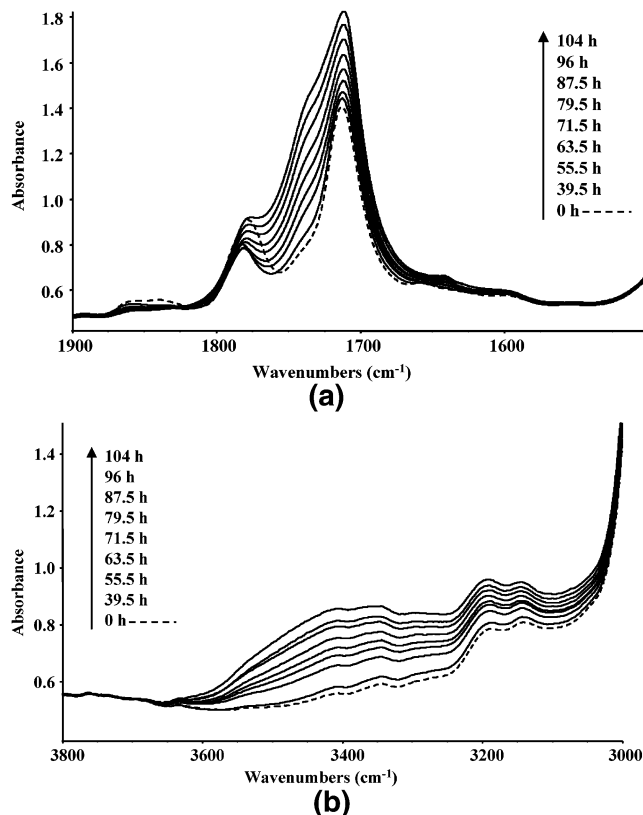 1.8
1.6
1.4
1.2
1.0
0.8
0.6
Absorbance
104 h
96 h
87.5 h
79.5 h
71.5 h
63.5 h
55.5 h
39.5 h
0 h
1900 1800 1700 1600
Wavenumbers (cm-1)
(a)
1.4
1.2
1.0
0.8
0.6
Absorbance
104 h
96 h
87.5 h
79.5 h
71.5 h
63.5 h
55.5 h
39.5 h
0 h
3800 3600 3400 3200 3000
Wavenumbers (cm-1)
(b)